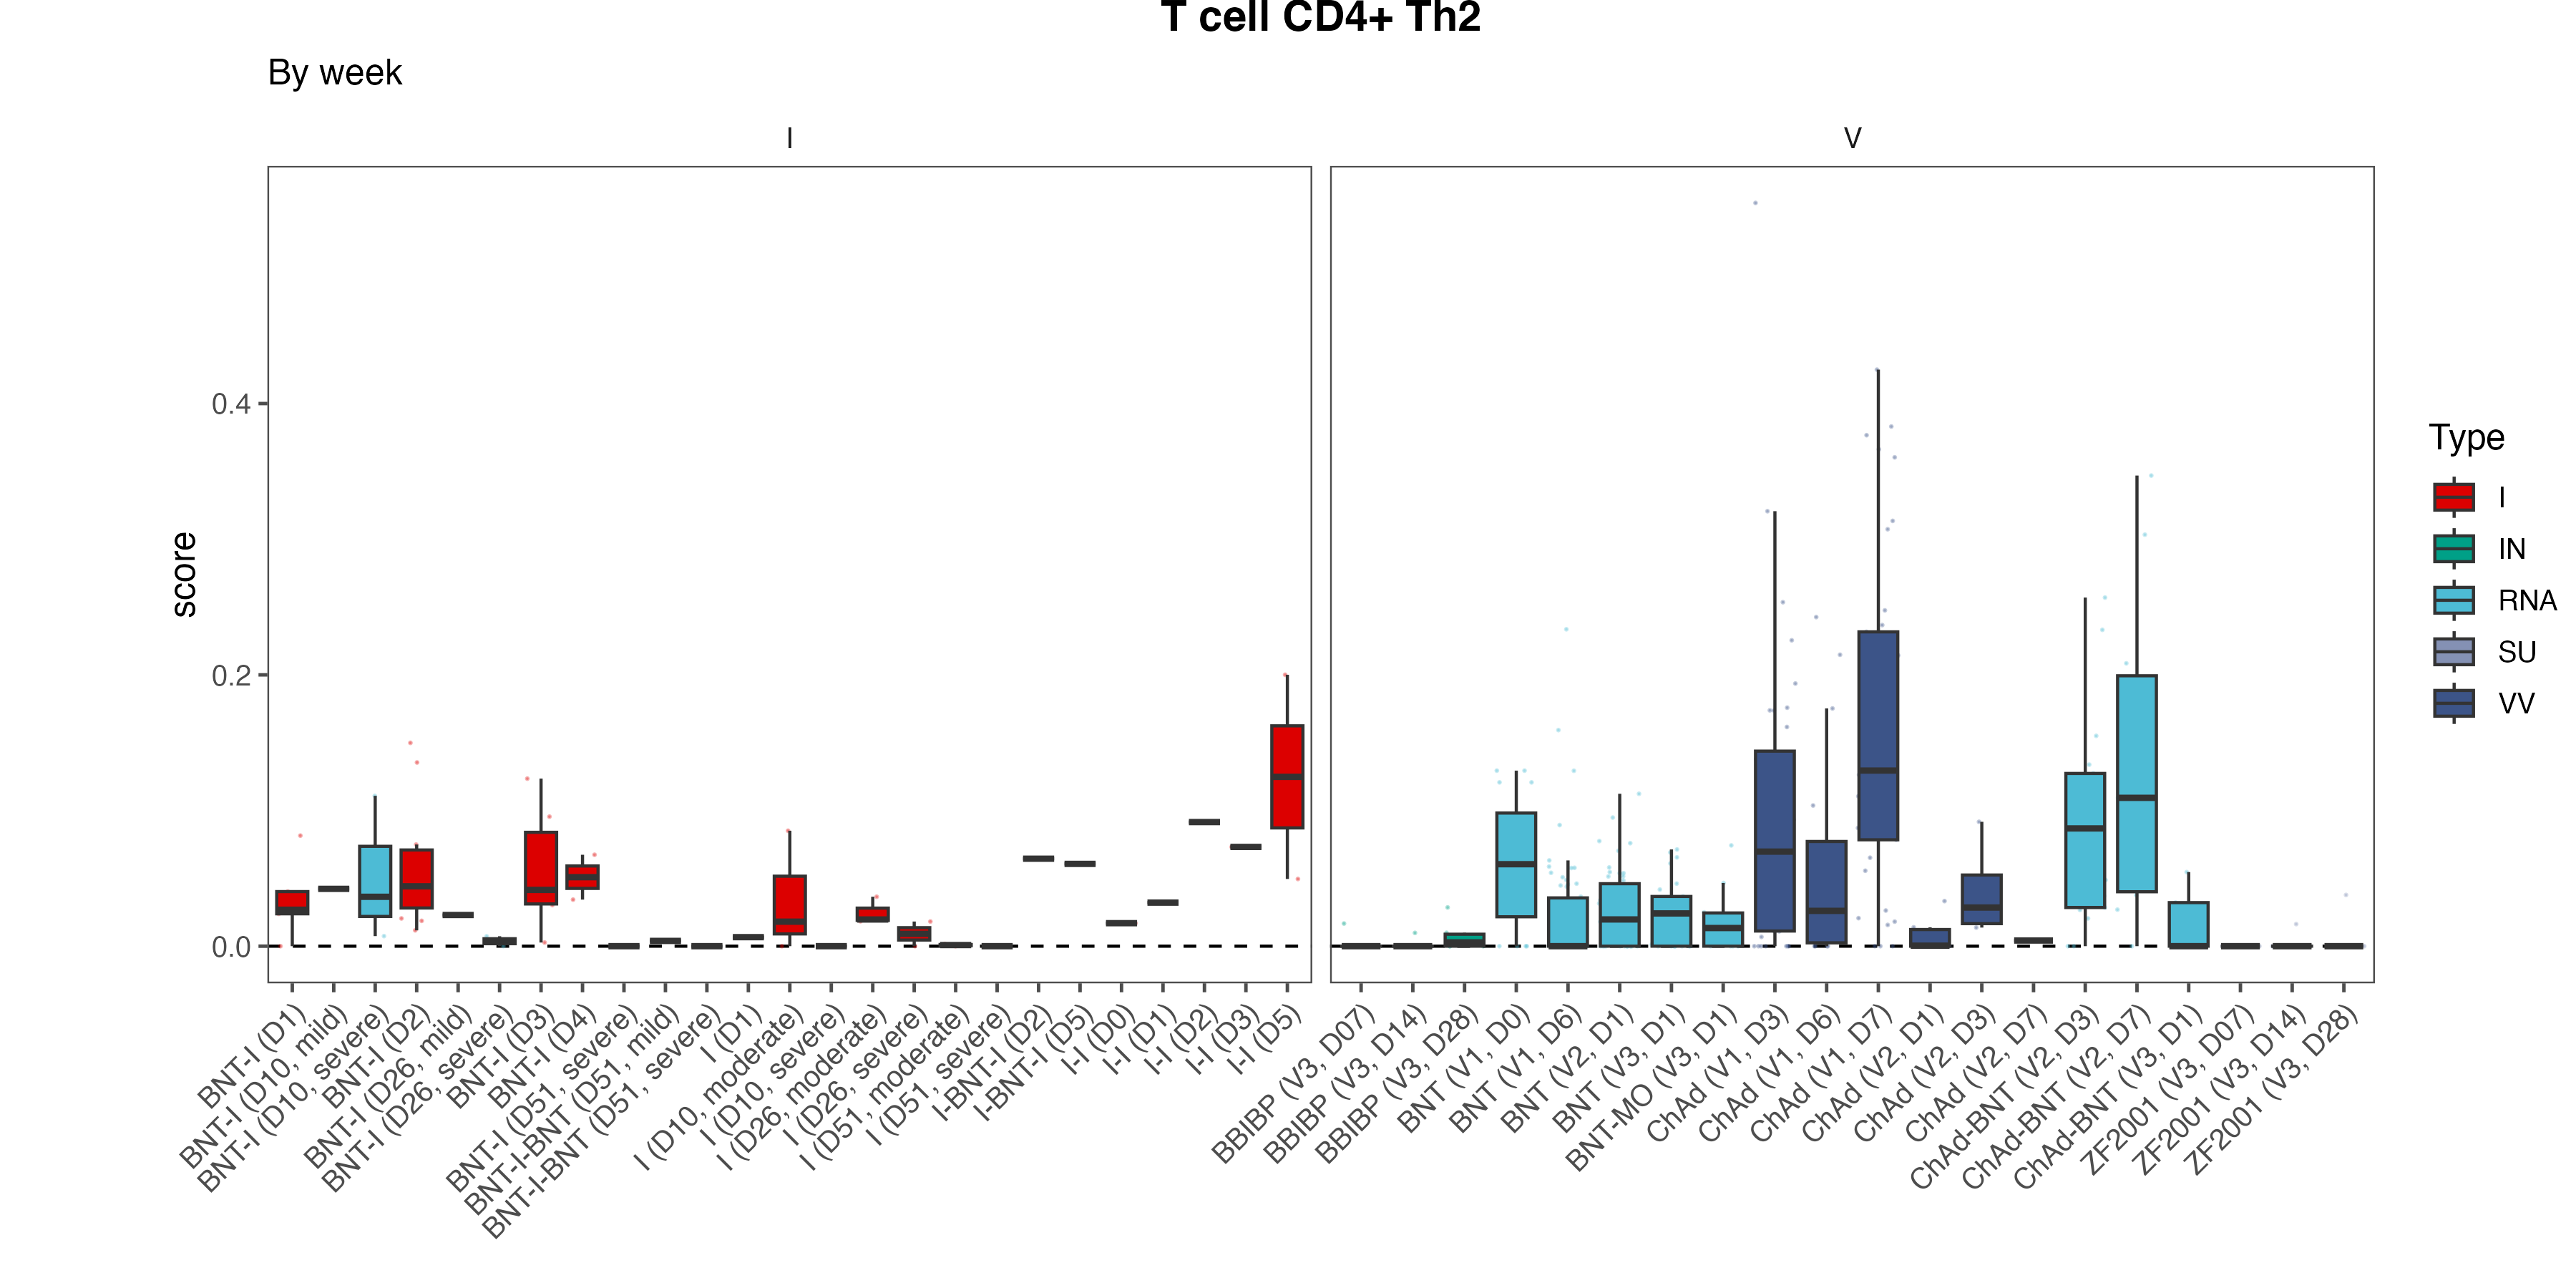 T cell CD4+ Th2
By week
I
V
score
0.4
0.2
0.0
BNT-I (D1)
BNT-I (D10, mild)
BNT-I (D10, severe)
BNT-I (D2)
BNT-I (D26, mild)
BNT-I (D26, severe)
BNT-I (D3)
BNT-I (D4)
BNT-I (D51, severe)
BNT-I-BNT (D51, mild)
BNT-I-BNT (D51, severe)
I (D1)
I (D10, moderate)
I (D10, severe)
I (D26, moderate)
I (D26, severe)
I (D51, moderate)
I (D51, severe)
I-BNT-I (D2)
I-BNT-I (D5)
I-I (D0)
I-I (D1)
I-I (D2)
I-I (D3)
I-I (D5)
BBIBP (V3, D07)
BBIBP (V3, D14)
BBIBP (V3, D28)
BNT (V1, D0)
BNT (V1, D6)
BNT (V2, D1)
BNT (V3, D1)
BNT-MO (V3, D1)
ChAd (V1, D3)
ChAd (V1, D6)
ChAd (V1, D7)
ChAd (V2, D1)
ChAd (V2, D3)
ChAd (V2, D7)
ChAd-BNT (V2, D3)
ChAd-BNT (V2, D7)
ChAd-BNT (V3, D1)
ZF2001 (V3, D07)
ZF2001 (V3, D14)
ZF2001 (V3, D28)
Type
I
IN
RNA
SU
VV